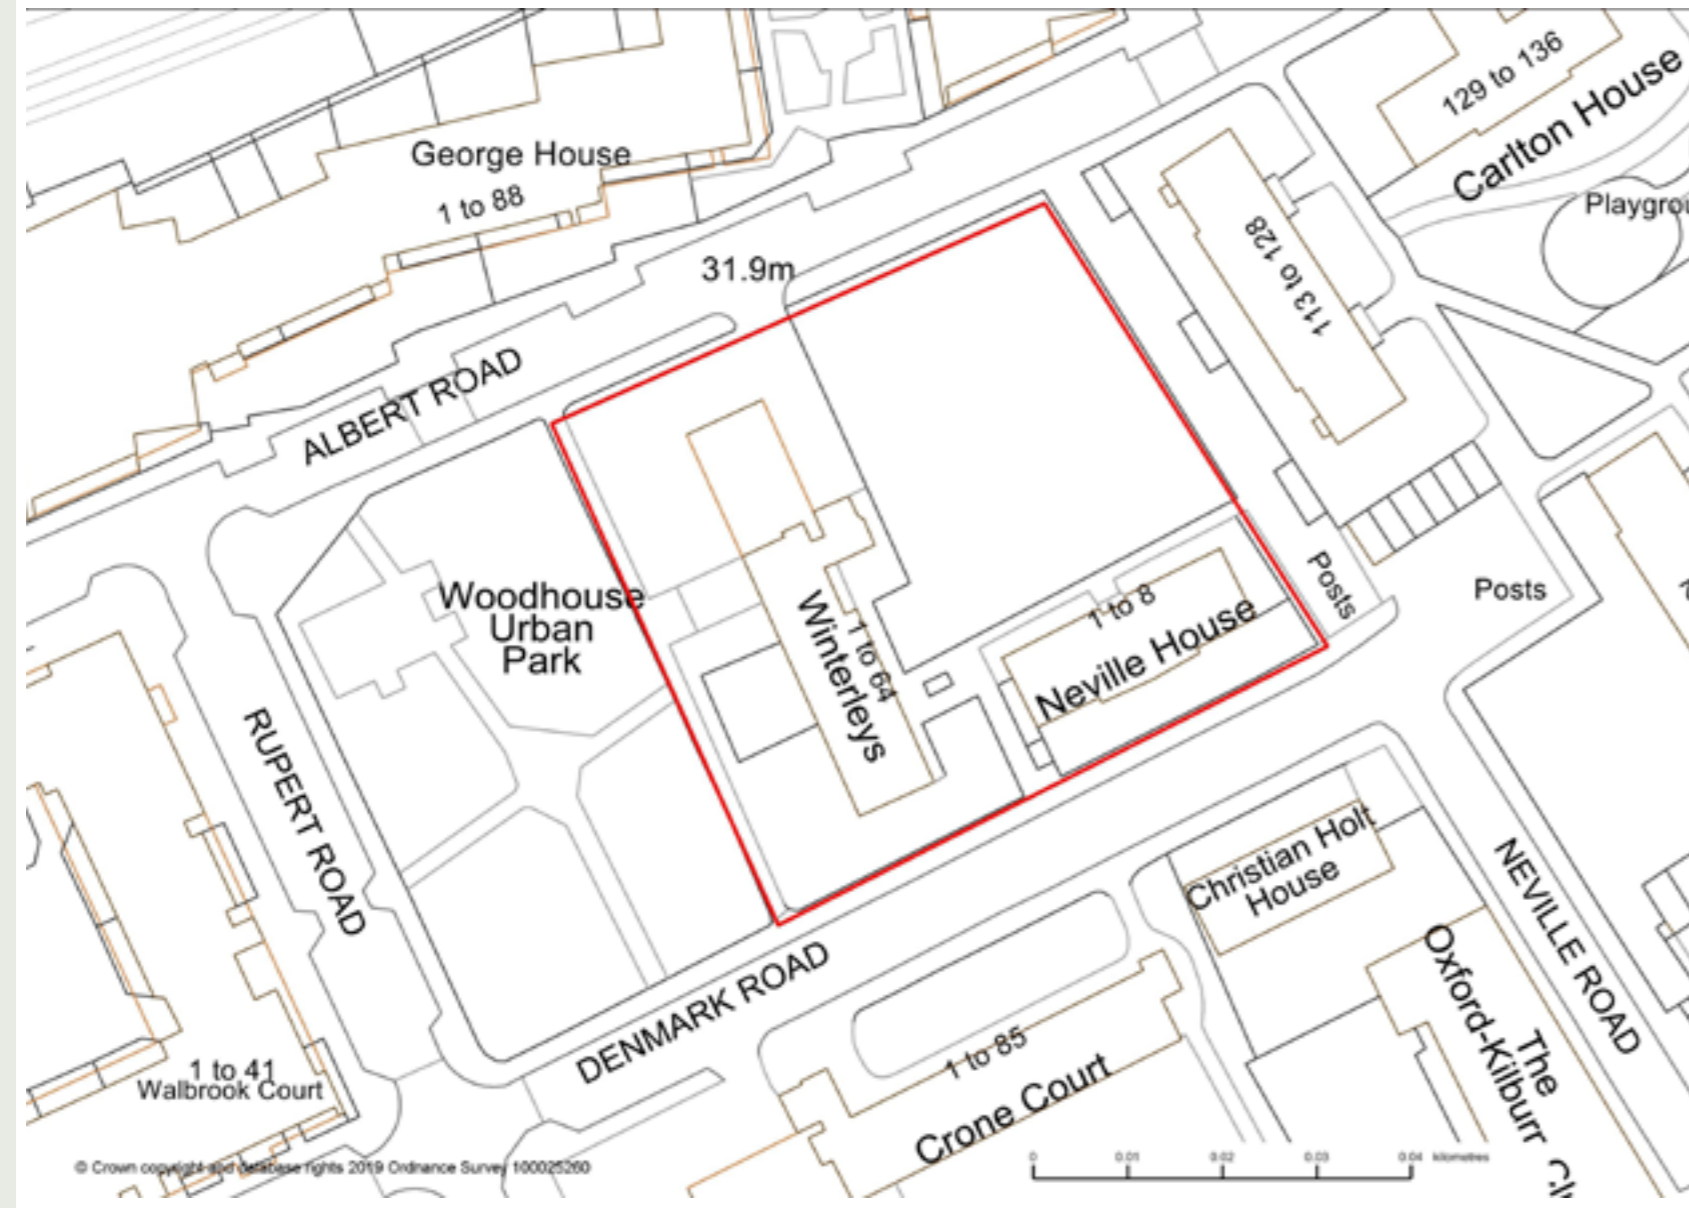 129 to 136
Carlton House
Playgrou
George House
1 to 88
113 to 128
31.9m
ALBERT ROAD
Woodhouse
Urban
Park
Winterleys
1 to 64
1 to 8
Neville House
Posts
Posts
RUPERT ROAD
DENMARK ROAD
Christian Holt
House
NEVILLE ROAD
The
Oxford-Kilburn Cl
1 to 85
Crone Court
1 to 41
Walbrook Court
© Crown copyright and database rights 2019 Ordnance Survey 100025260
0 0.01 0.02 0.03 0.04 kilometres